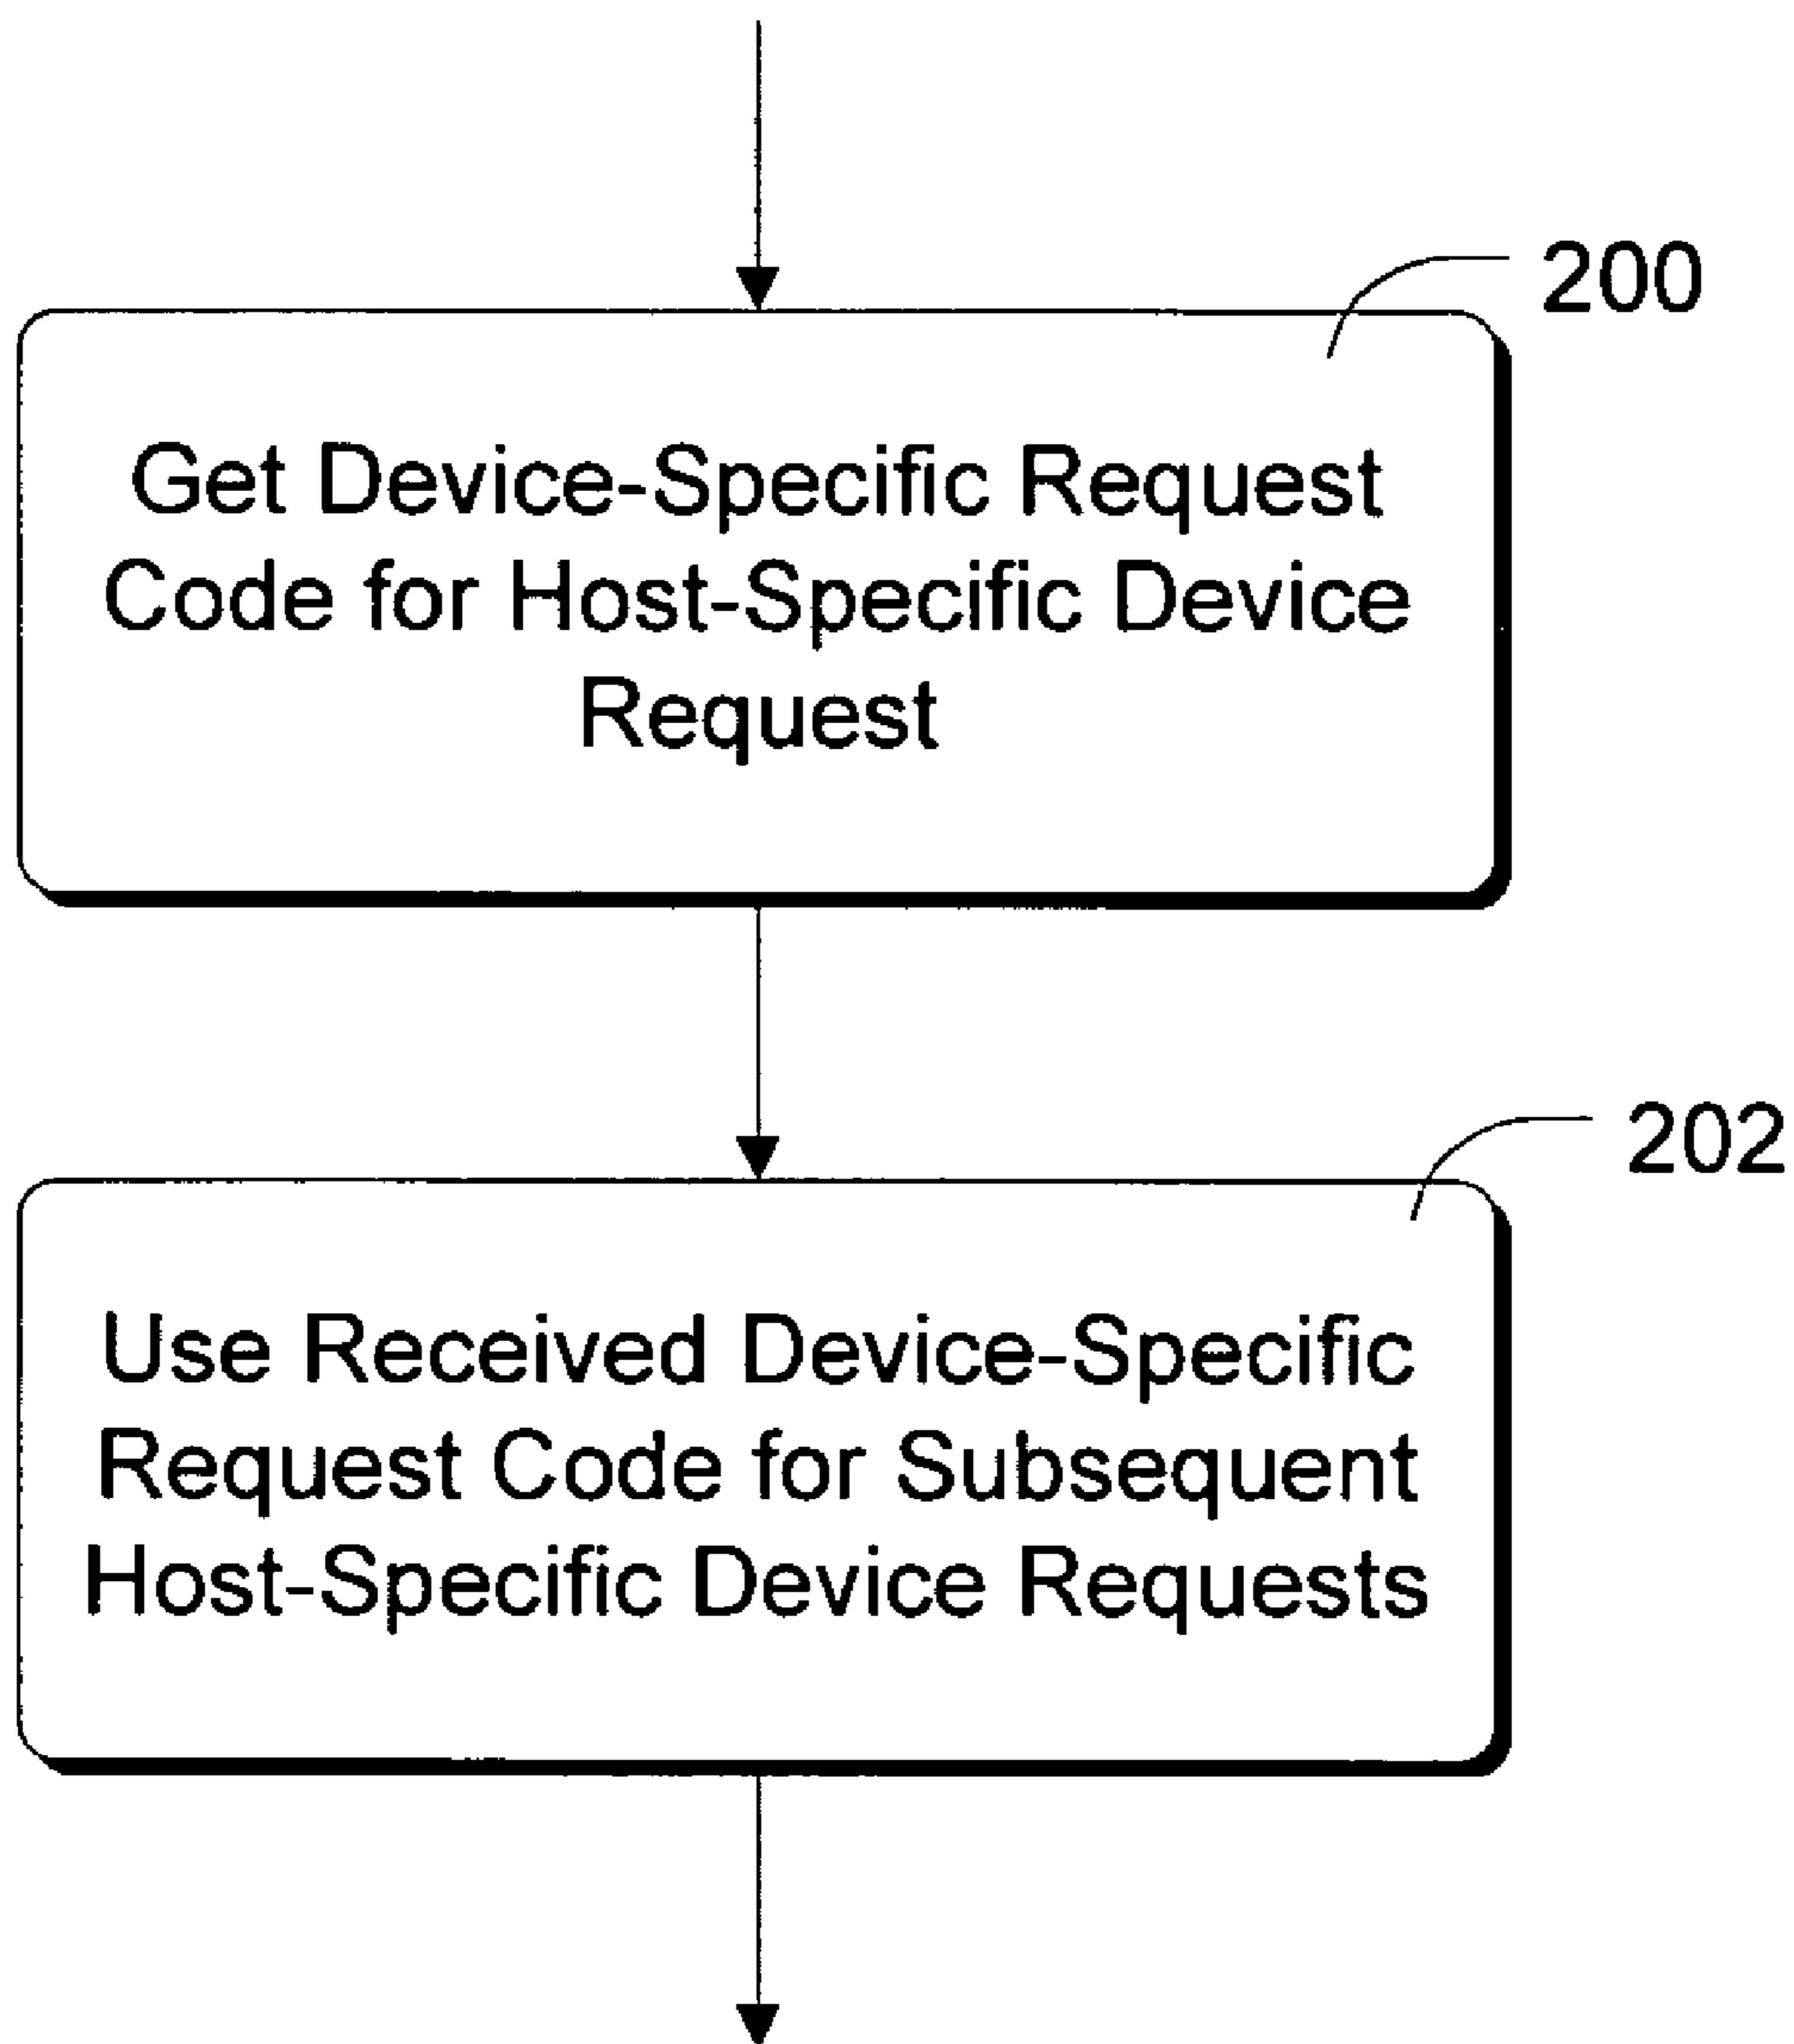 200
Get Device-Specific Request
Code for Host-Specific Device
Request
202
Use Received Device-Specific
Request Code for Subsequent
Host-Specific Device Requests